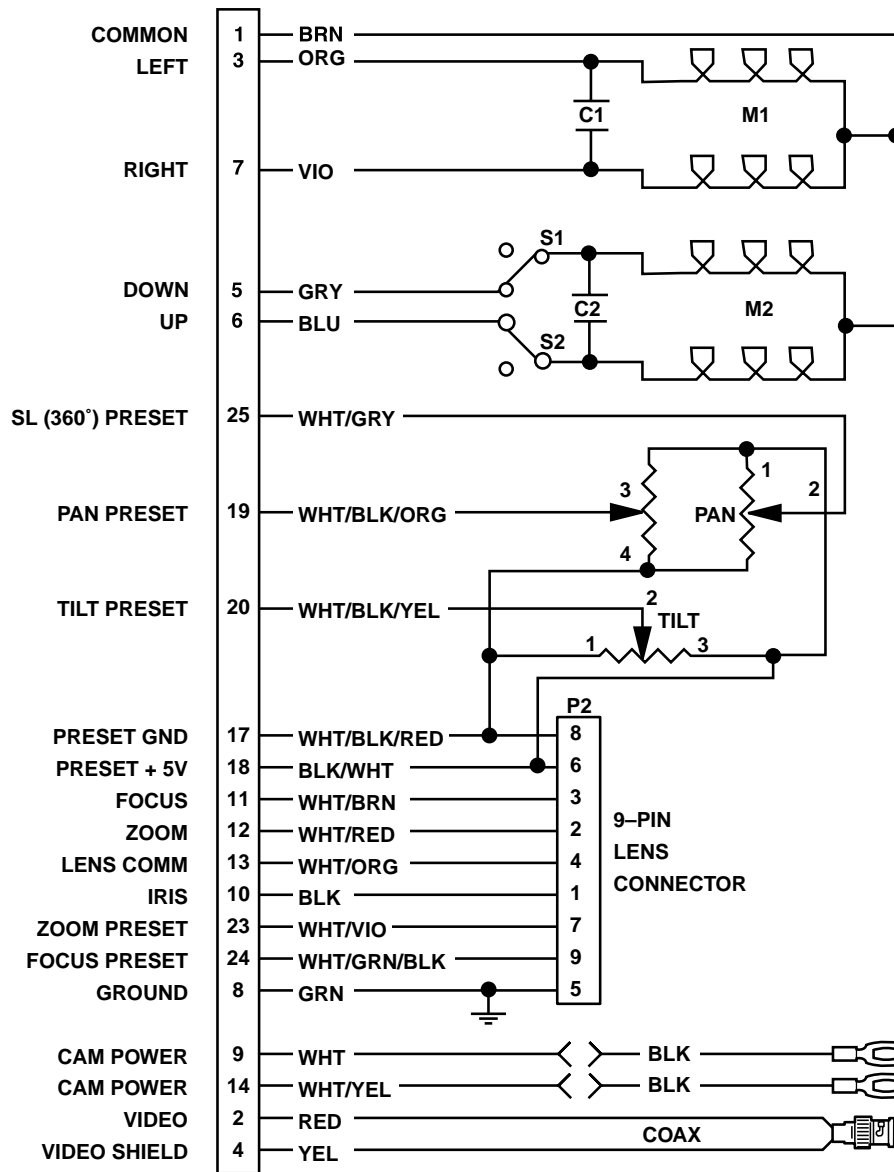 COMMON 1 BRN
LEFT 3 ORG
C1 M1
RIGHT 7 VIO
S1
DOWN 5 GRY
C2 M2
UP 6 BLU
S2
SL (360˚) PRESET 25 WHT/GRY
1
3 2
PAN PRESET 19 WHT/BLK/ORG PAN
4
TILT PRESET 20 WHT/BLK/YEL 2
TILT
1 3
P2
PRESET GND 17 WHT/BLK/RED 8
PRESET + 5V 18 BLK/WHT 6
FOCUS 11 WHT/BRN 3
ZOOM 12 WHT/RED 2
LENS COMM 13 WHT/ORG 4
IRIS 10 BLK 1
ZOOM PRESET 23 WHT/VIO 7
FOCUS PRESET 24 WHT/GRN/BLK 9
GROUND 8 GRN 5
9–PIN
LENS
CONNECTOR
CAM POWER 9 WHT BLK
CAM POWER 14 WHT/YEL BLK
VIDEO 2 RED
COAX
VIDEO SHIELD 4 YEL